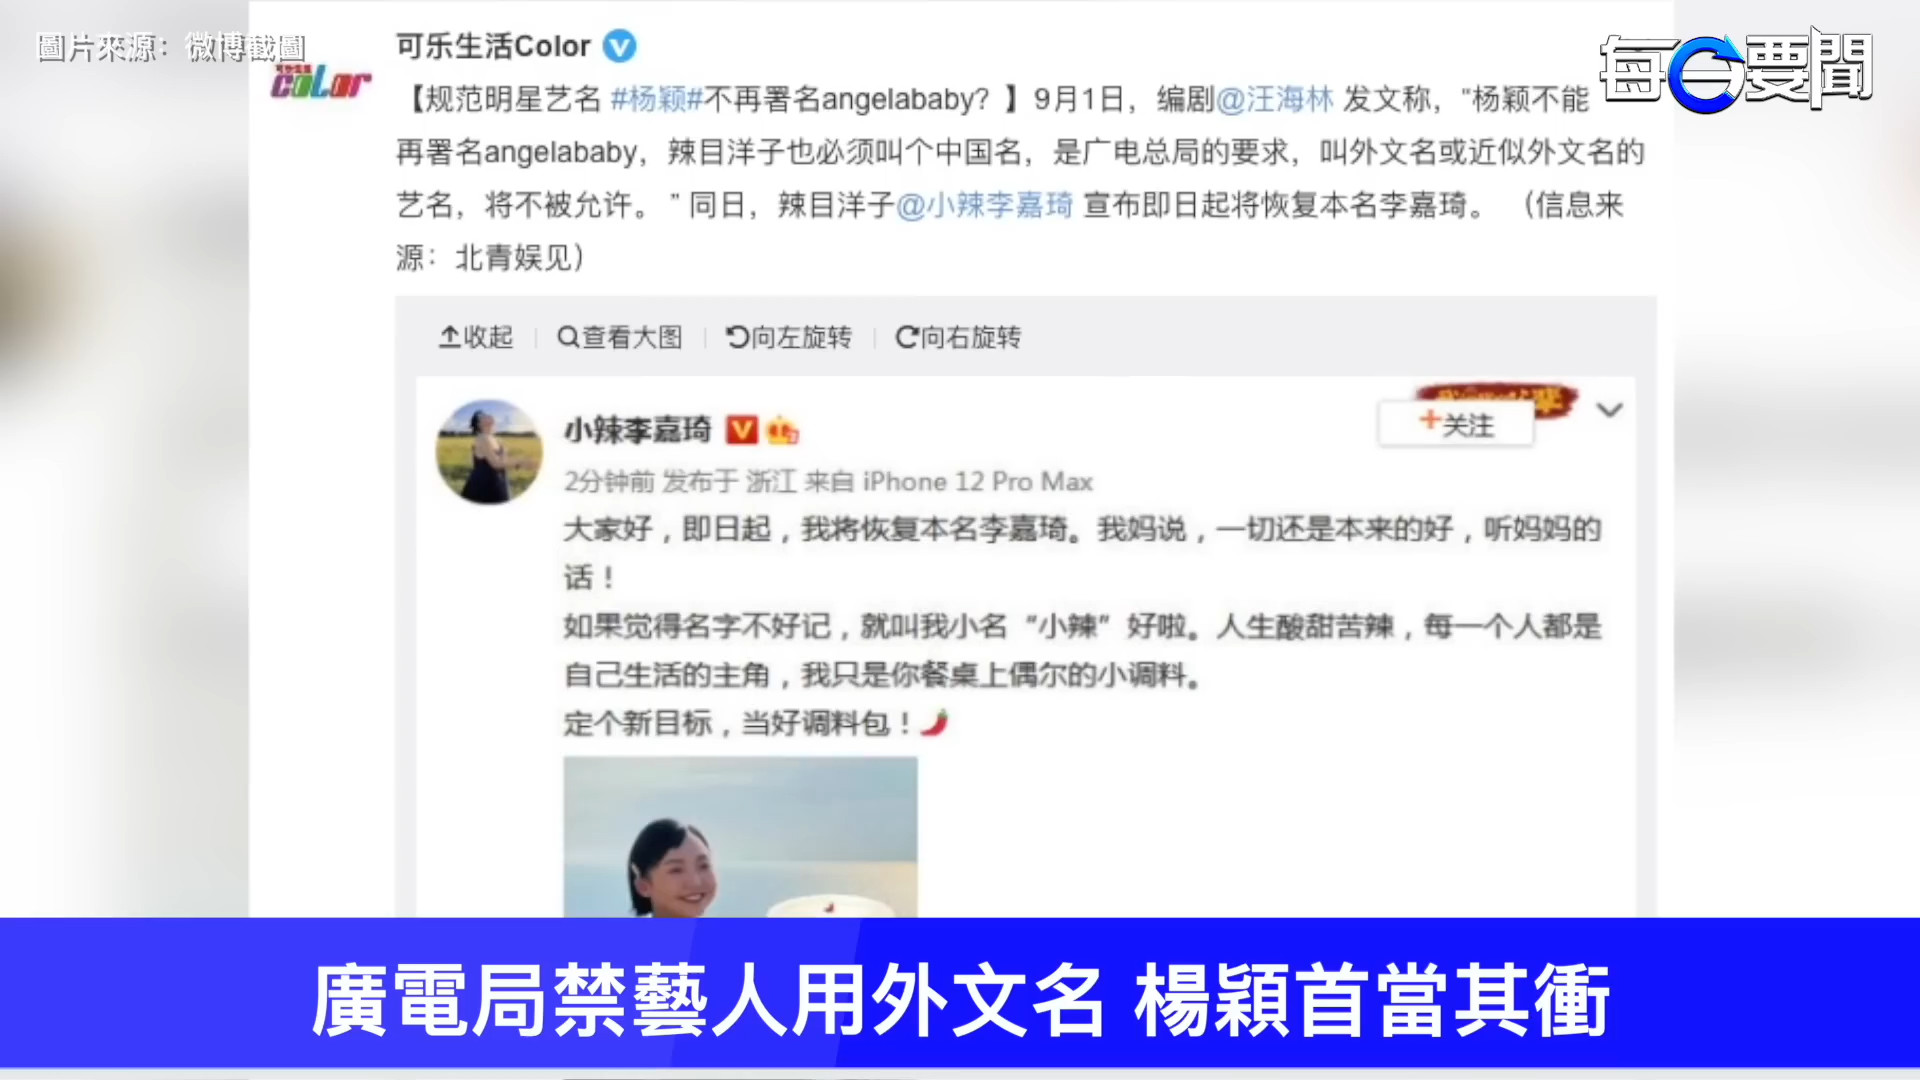 圖片來源：微博截圖
每日要聞
可乐生活Color
可乐生活
COLOR
【规范明星艺名 #杨颖#不再署名angelababy？】9月1日，编剧@汪海林 发文称，“杨颖不能
再署名angelababy，辣目洋子也必须叫个中国名，是广电总局的要求，叫外文名或近似外文名的
艺名，将不被允许。”同日，辣目洋子@小辣李嘉琦 宣布即日起将恢复本名李嘉琦。（信息来
源：北青娱见）
收起 查看大图 向左旋转 向右旋转
小辣李嘉琦
+关注
2分钟前 发布于 浙江 来自 iPhone 12 Pro Max
大家好，即日起，我将恢复本名李嘉琦。我妈说，一切还是本来的好，听妈妈的
话！
如果觉得名字不好记，就叫我小名“小辣”好啦。人生酸甜苦辣，每一个人都是
自己生活的主角，我只是你餐桌上偶尔的小调料。
定个新目标，当好调料包！
廣電局禁藝人用外文名 楊穎首當其衝